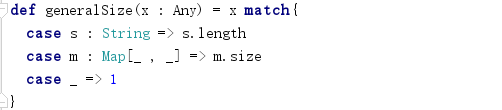 def generalSize(x : Any) = x match{
case s : String => s.length
case m : Map[_ , _] => m.size
case _ => 1
}